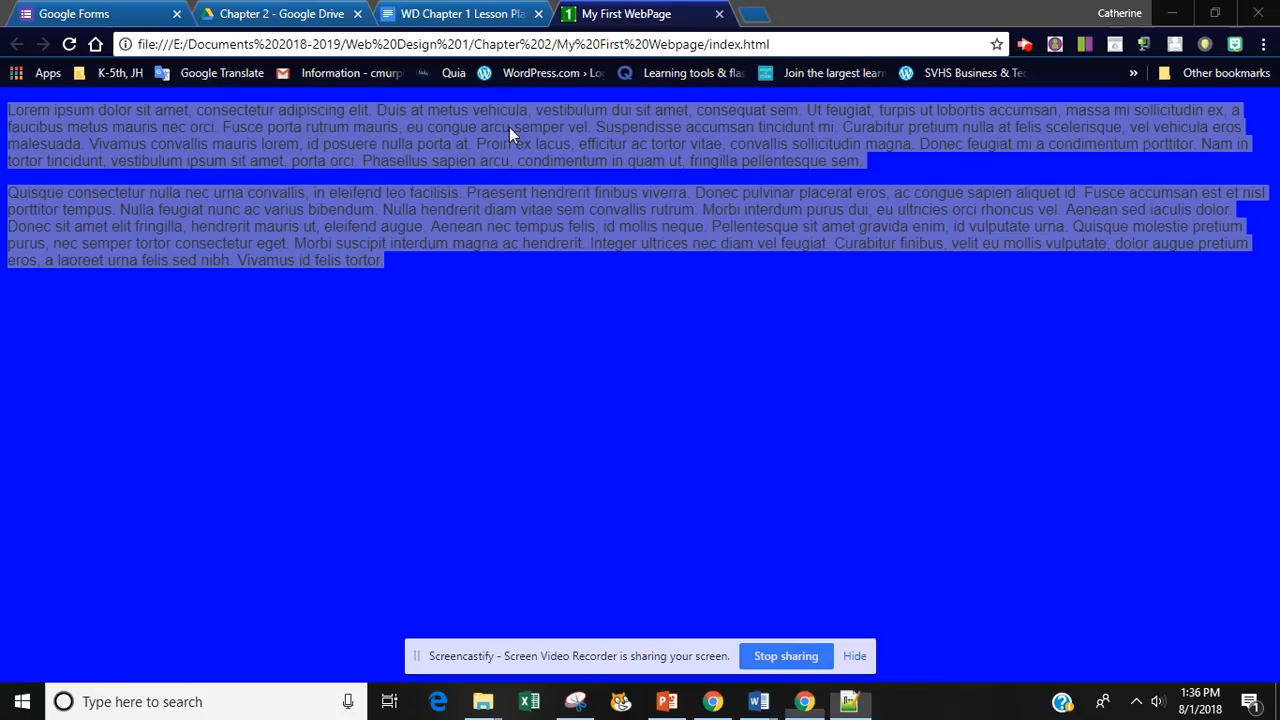 Google Forms
Chapter 2 - Google Drive
WD Chapter 1 Lesson Pla
1 My First WebPage
Catherine
file:///E:/Documents%202018-2019/Web%20Design%201/Chapter%202/My%20First%20Webpage/index.html
Apps K-5th, JH Google Translate Information - cmurp Quia WordPress.com › Lo Learning tools & flas Join the largest learn SVHS Business & Te » Other bookmarks
Lorem ipsum dolor sit amet, consectetur adipiscing elit. Duis at metus vehicula, vestibulum dui sit amet, consequat sem. Ut feugiat, turpis ut lobortis accumsan, massa mi sollicitudin ex, a
faucibus metus mauris nec orci. Fusce porta rutrum mauris, eu congue arcu semper vel. Suspendisse accumsan tincidunt mi. Curabitur pretium nulla at felis scelerisque, vel vehicula eros
malesuada. Vivamus convallis mauris lorem, id posuere nulla porta at. Proin ex lacus, efficitur ac tortor vitae, convallis sollicitudin magna. Donec feugiat mi a condimentum porttitor. Nam in
tortor tincidunt, vestibulum ipsum sit amet, porta orci. Phasellus sapien arcu, condimentum in quam ut, fringilla pellentesque sem.
Quisque consectetur nulla nec urna convallis, in eleifend leo facilisis. Praesent hendrerit finibus viverra. Donec pulvinar placerat eros, ac congue sapien aliquet id. Fusce accumsan est et nisl
porttitor tempus. Nulla feugiat nunc ac varius bibendum. Nulla hendrerit diam vitae sem convallis rutrum. Morbi interdum purus dui, eu ultricies orci rhoncus vel. Aenean sed iaculis dolor.
Donec sit amet elit fringilla, hendrerit mauris ut, eleifend augue. Aenean nec tempus felis, id mollis neque. Pellentesque sit amet gravida enim, id vulputate urna. Quisque molestie pretium
purus, nec semper tortor consectetur eget. Morbi suscipit interdum magna ac hendrerit. Integer ultrices nec diam vel feugiat. Curabitur finibus, velit eu mollis vulputate, dolor augue pretium
eros, a laoreet urna felis sed nibh. Vivamus id felis tortor.
Screencastify - Screen Video Recorder is sharing your screen. Stop sharing Hide
Type here to search
1:36 PM
8/1/2018